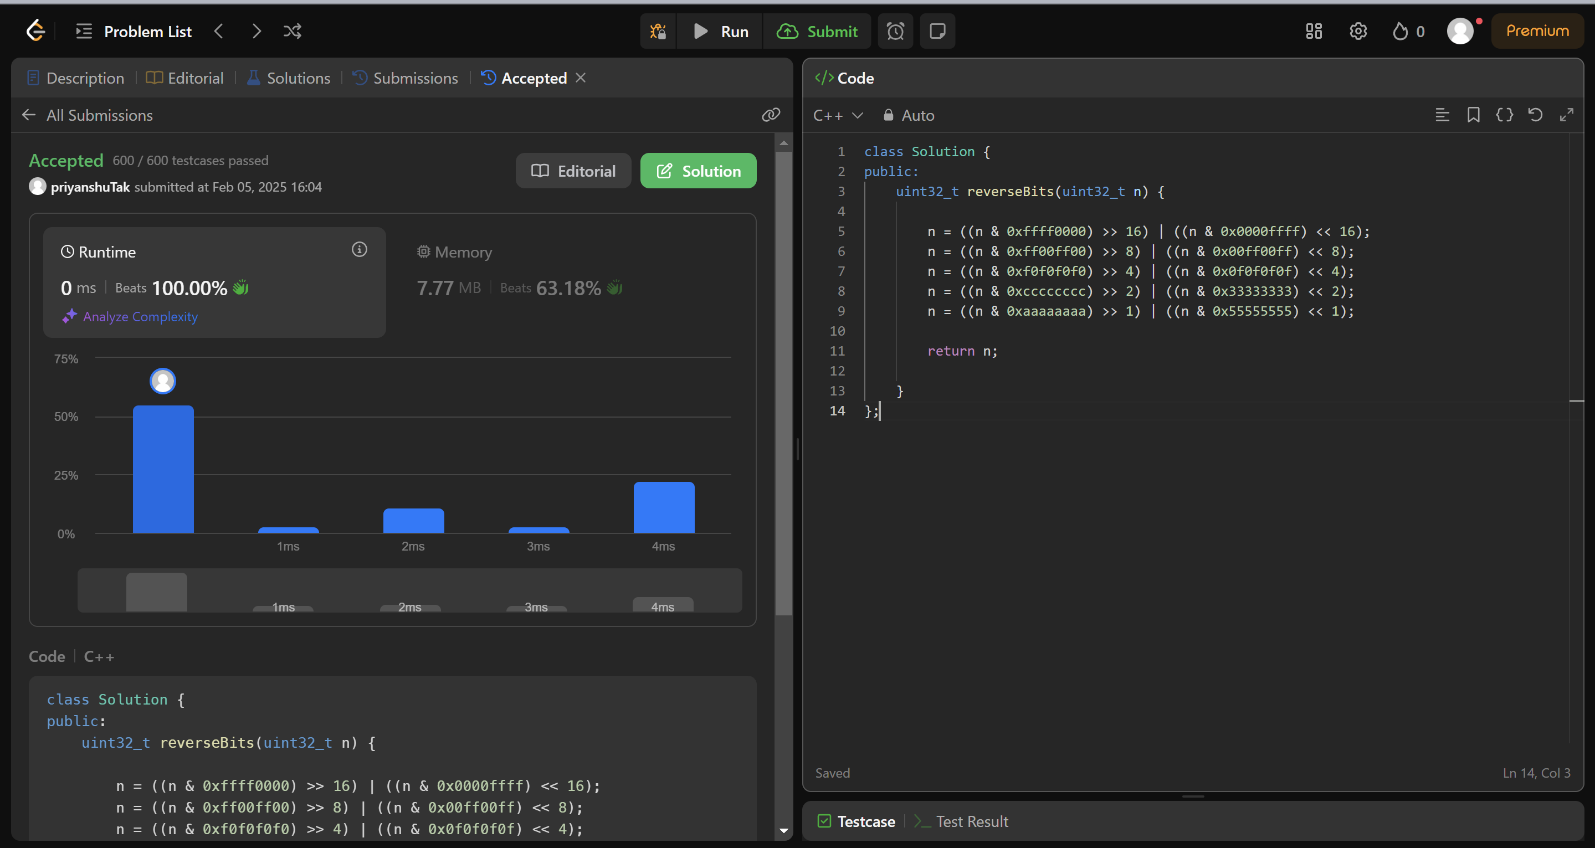 Problem List
Run
Submit
0
Premium
Description
Editorial
Solutions
Submissions
Accepted
All Submissions
Accepted 600 / 600 testcases passed
priyanshuTak submitted at Feb 05, 2025 16:04
Editorial
Solution
Runtime
0 ms Beats 100.00%
Analyze Complexity
Memory
7.77 MB Beats 63.18%
75%
50%
25%
0%
1ms 2ms 3ms 4ms
1ms 2ms 3ms 4ms
Code C++
class Solution {
public:
    uint32_t reverseBits(uint32_t n) {
        n = ((n & 0xffff0000) >> 16) | ((n & 0x0000ffff) << 16);
        n = ((n & 0xff00ff00) >> 8) | ((n & 0x00ff00ff) << 8);
        n = ((n & 0xf0f0f0f0) >> 4) | ((n & 0x0f0f0f0f) << 4);
</> Code
C++ Auto
1 class Solution {
2 public:
3     uint32_t reverseBits(uint32_t n) {
4
5         n = ((n & 0xffff0000) >> 16) | ((n & 0x0000ffff) << 16);
6         n = ((n & 0xff00ff00) >> 8) | ((n & 0x00ff00ff) << 8);
7         n = ((n & 0xf0f0f0f0) >> 4) | ((n & 0x0f0f0f0f) << 4);
8         n = ((n & 0xcccccccc) >> 2) | ((n & 0x33333333) << 2);
9         n = ((n & 0xaaaaaaaa) >> 1) | ((n & 0x55555555) << 1);
10
11         return n;
12
13     }
14 };
Saved
Ln 14, Col 3
Testcase
Test Result